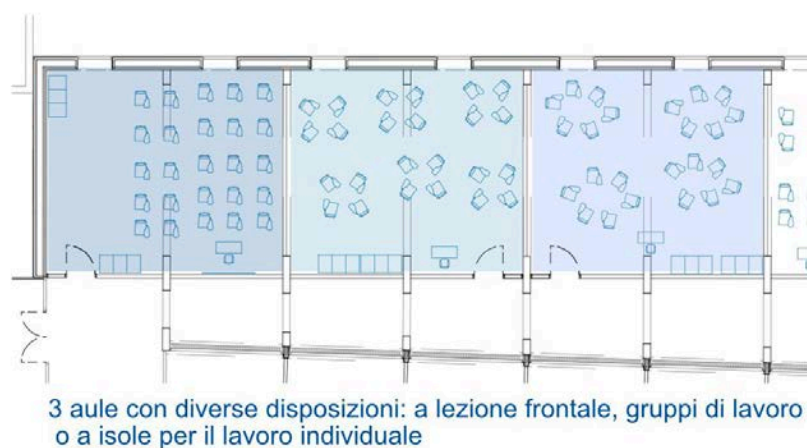 3 aule con diverse disposizioni: a lezione frontale, gruppi di lavoro
o a isole per il lavoro individuale